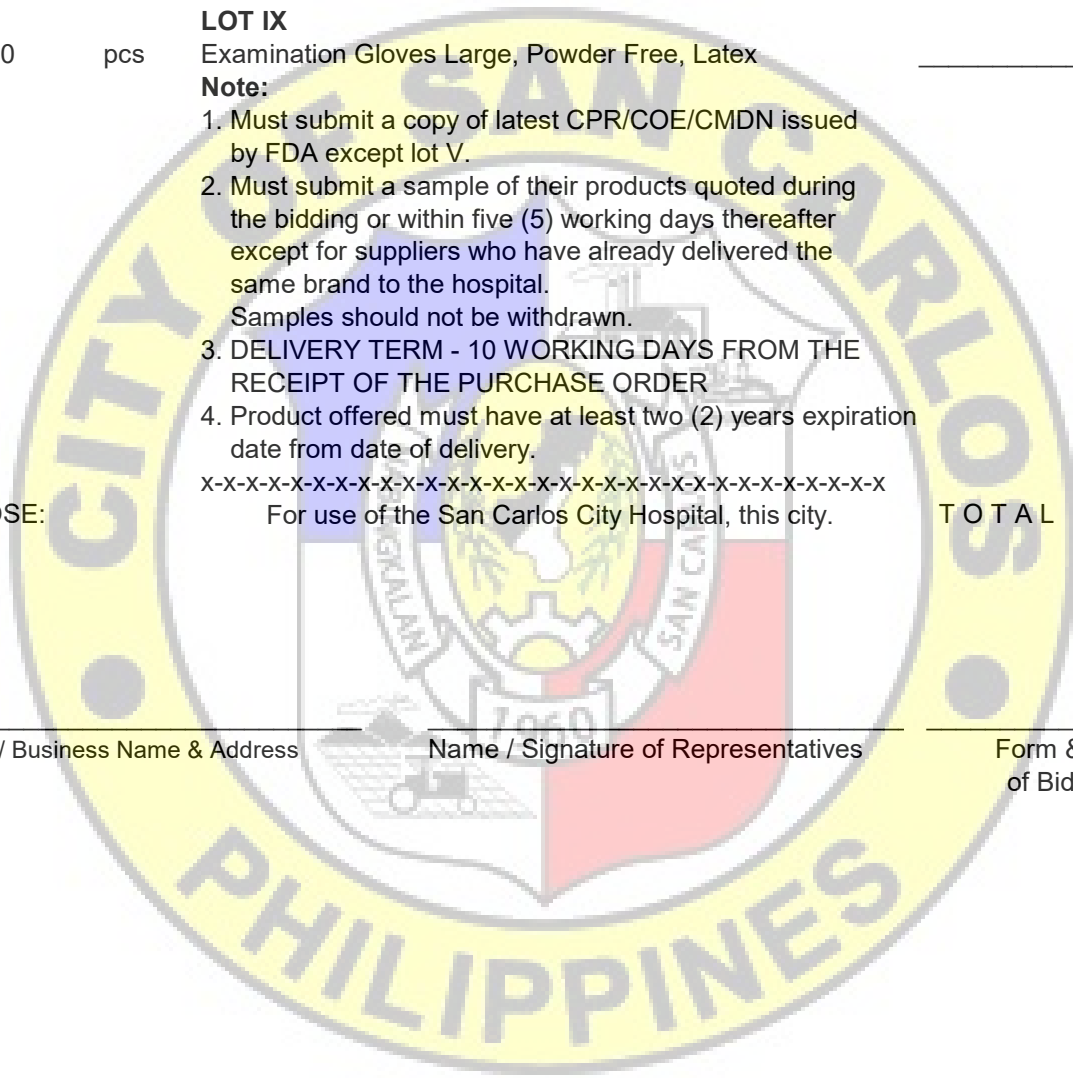 LOT IX
0 pcs Examination Gloves Large, Powder Free, Latex ____________
Note:
1. Must submit a copy of latest CPR/COE/CMDN issued
by FDA except lot V.
2. Must submit a sample of their products quoted during
the bidding or within five (5) working days thereafter
except for suppliers who have already delivered the
same brand to the hospital.
Samples should not be withdrawn.
3. DELIVERY TERM - 10 WORKING DAYS FROM THE
RECEIPT OF THE PURCHASE ORDER
4. Product offered must have at least two (2) years expiration
date from date of delivery.
x-x-x-x-x-x-x-x-x-x-x-x-x-x-x-x-x-x-x-x-x-x-x-x-x-x-x-x-x-x-x
OSE: For use of the San Carlos City Hospital, this city. T O T A L
/ Business Name & Address Name / Signature of Representatives Form &
of Bid
CITY OF SAN CARLOS
SAN CARLOS
1960
PHILIPPINES